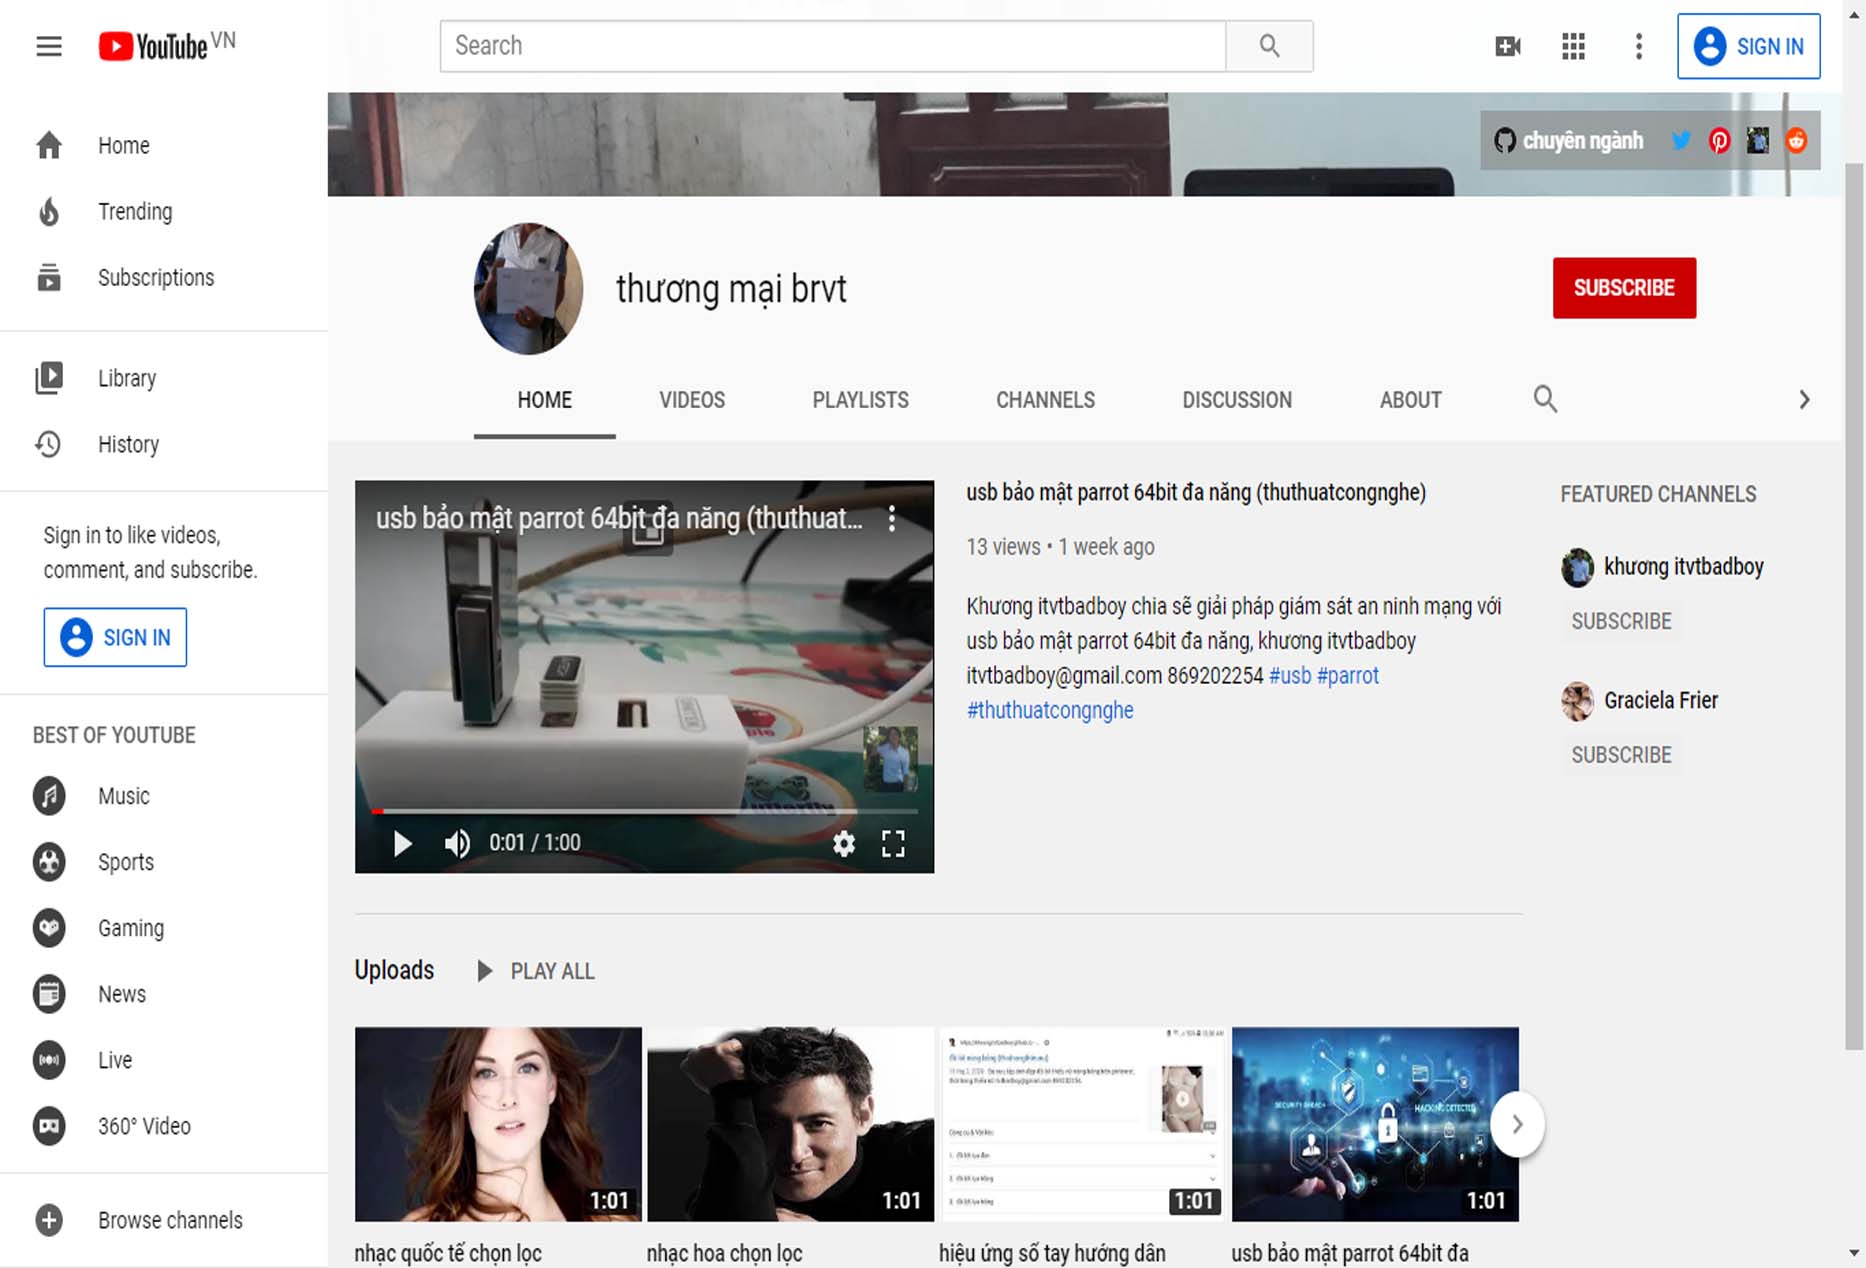 YouTube VN
Search
SIGN IN
Home
Trending
Subscriptions
Library
History
Sign in to like videos,
comment, and subscribe.
SIGN IN
BEST OF YOUTUBE
Music
Sports
Gaming
News
Live
360° Video
Browse channels
chuyên ngành
thương mại brvt
SUBSCRIBE
HOME
VIDEOS
PLAYLISTS
CHANNELS
DISCUSSION
ABOUT
usb bảo mật parrot 64bit đa năng (thuthuat...
0:01 / 1:00
usb bảo mật parrot 64bit đa năng (thuthuatcongnghe)
13 views • 1 week ago
Khương itvtbadboy chia sẽ giải pháp giám sát an ninh mạng với
usb bảo mật parrot 64bit đa năng, khương itvtbadboy
itvtbadboy@gmail.com 869202254 #usb #parrot
#thuthuatcongnghe
FEATURED CHANNELS
khương itvtbadboy
SUBSCRIBE
Graciela Frier
SUBSCRIBE
Uploads
PLAY ALL
1:01
1:01
1:01
SECURITY BREACH
HACKING DETECTED
1:01
nhạc quốc tế chọn lọc
nhạc hoa chọn lọc
hiệu ứng số tay hướng dẫn
usb bảo mật parrot 64bit đa